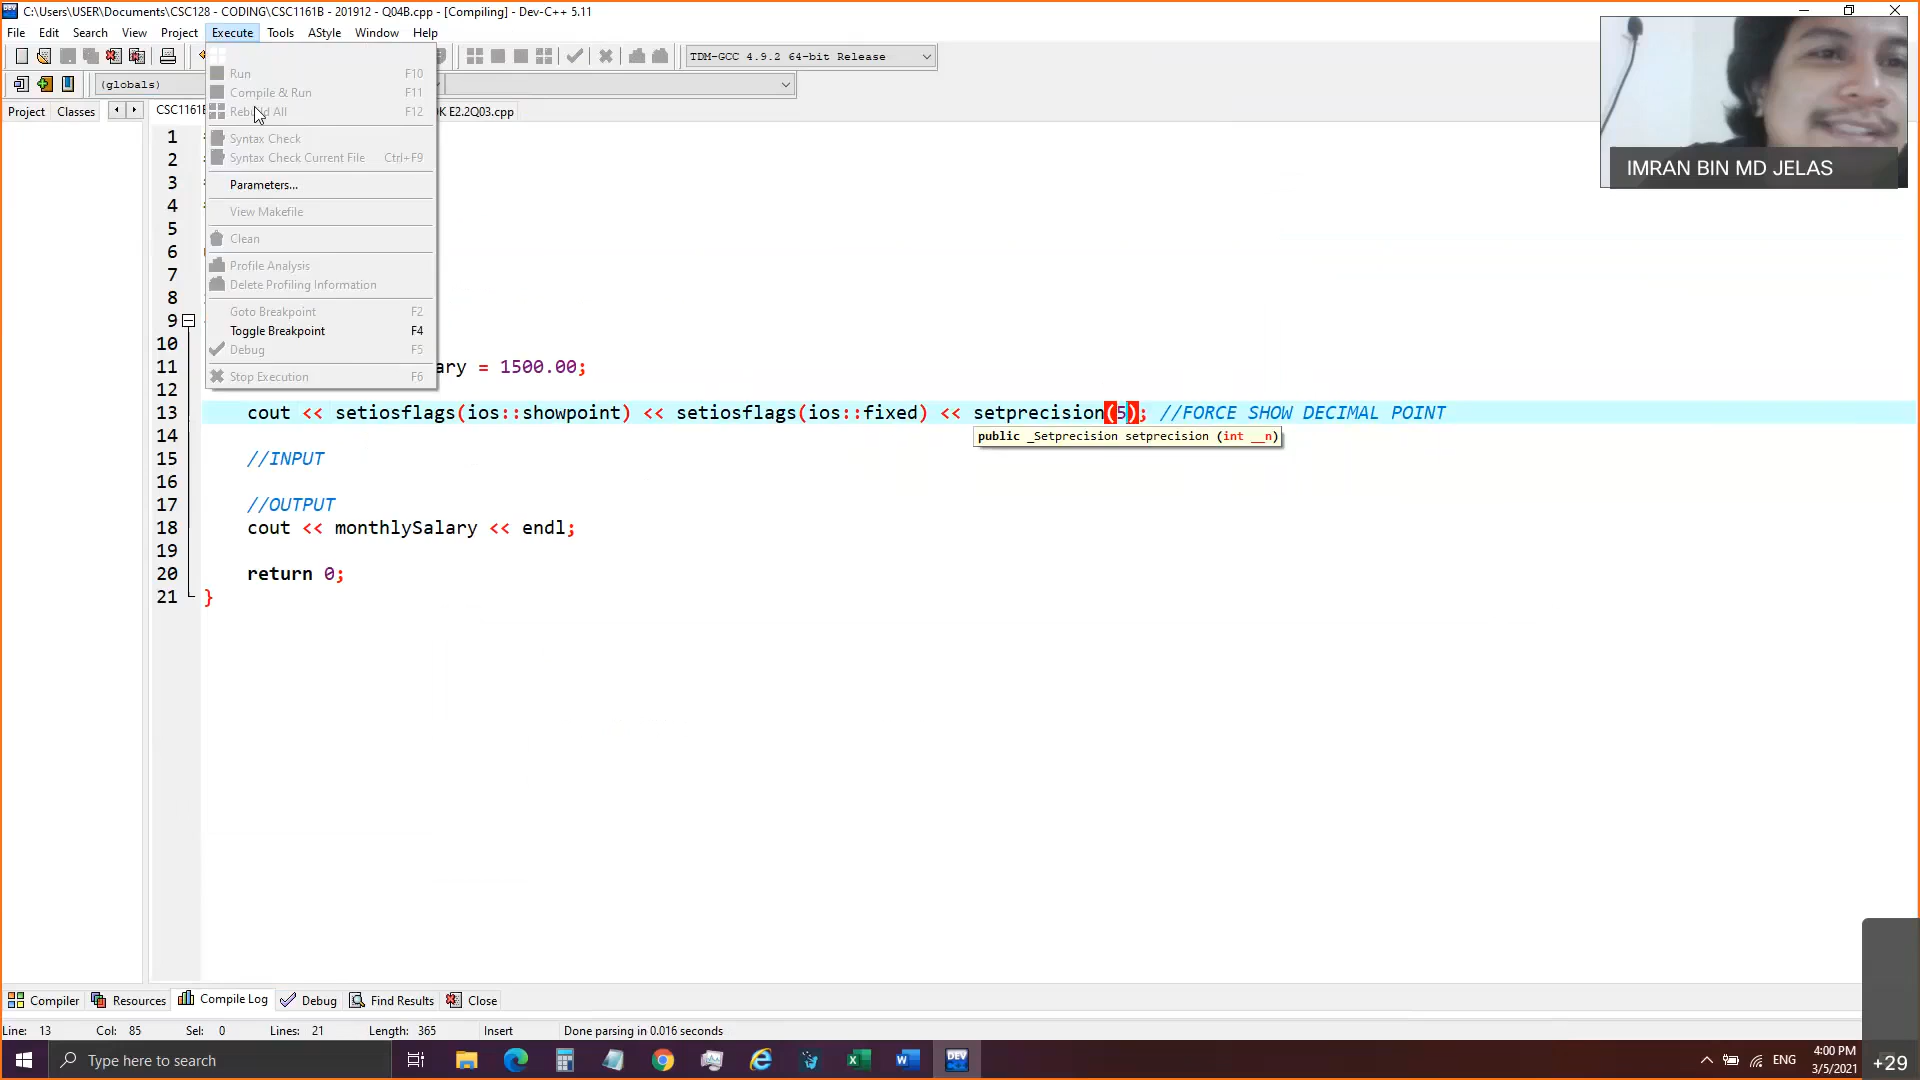 C:\Users\USER\Documents\CSC128 - CODING\CSC1161B - 201912 - Q04B.cpp - [Compiling] - Dev-C++ 5.11
File Edit Search View Project Execute Tools AStyle Window Help
TDM-GCC 4.9.2 64-bit Release
(globals)
Project Classes
CSC1161B
K E2.2Q03.cpp
Run F10
Compile & Run F11
Rebuild All F12
Syntax Check
Syntax Check Current File Ctrl+F9
Parameters...
View Makefile
Clean
Profile Analysis
Delete Profiling Information
Goto Breakpoint F2
Toggle Breakpoint F4
Debug F5
Stop Execution F6
IMRAN BIN MD JELAS
1
2
3
4
5
6
7
8
9
10
11 ary = 1500.00;
12
13 cout << setiosflags(ios::showpoint) << setiosflags(ios::fixed) << setprecision(5); //FORCE SHOW DECIMAL POINT
public _Setprecision setprecision (int __n)
14
15 //INPUT
16
17 //OUTPUT
18 cout << monthlySalary << endl;
19
20 return 0;
21 }
Compiler Resources Compile Log Debug Find Results Close
Line: 13 Col: 85 Sel: 0 Lines: 21 Length: 365 Insert Done parsing in 0.016 seconds
Type here to search
DEV
ENG
4:00 PM
3/5/2021
+29